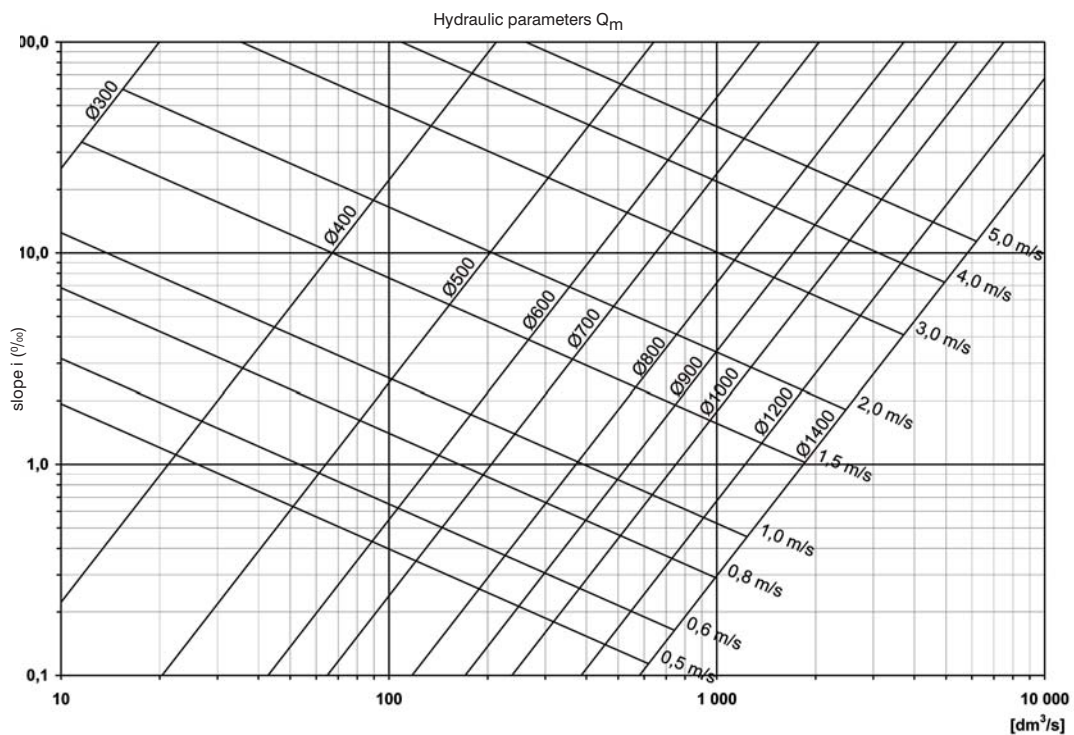 Hydraulic parameters Qm
00,0
10,0
1,0
0,1
slope i (⁰/₀₀)
Ø300
Ø400
Ø500
Ø600
Ø700
Ø800
Ø900
Ø1000
Ø1200
Ø1400
5,0 m/s
4,0 m/s
3,0 m/s
2,0 m/s
1,5 m/s
1,0 m/s
0,8 m/s
0,6 m/s
0,5 m/s
10 100 1 000 10 000
[dm³/s]